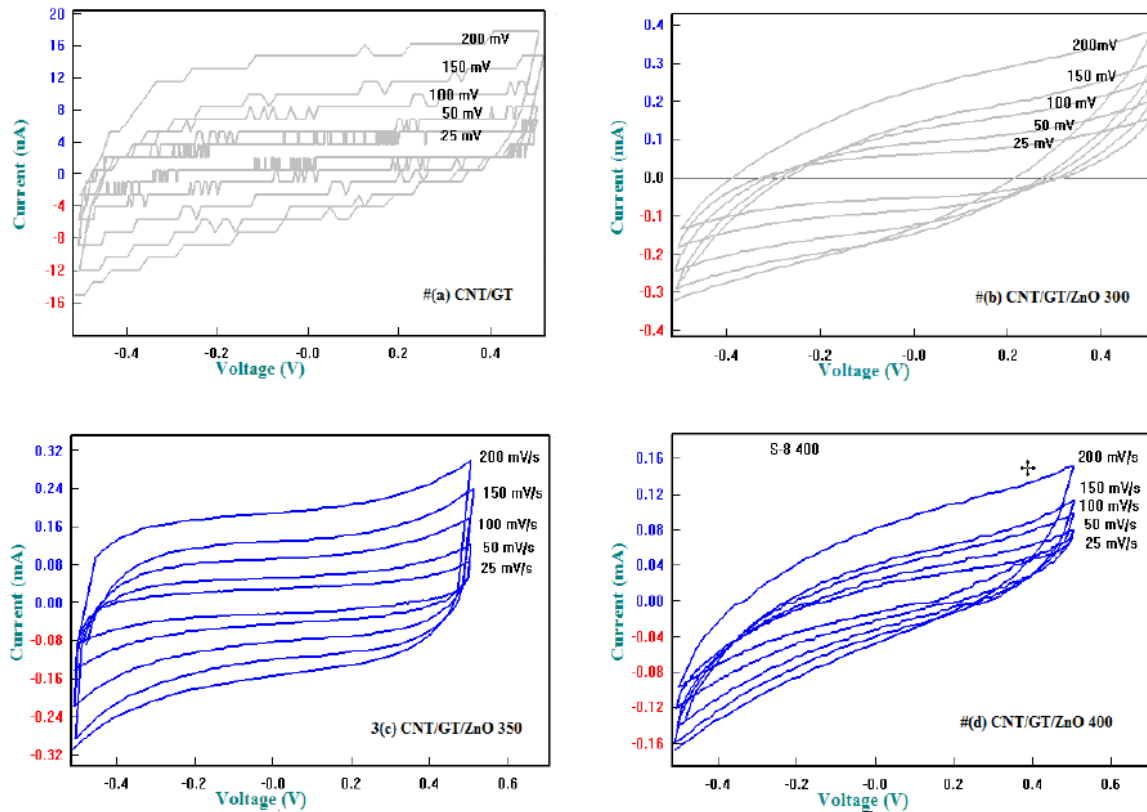 20
16
12
8
4
0
-4
-8
-12
-16
Current (uA)
200 mV
150 mV
100 mV
50 mV
25 mV
#(a) CNT/GT
-0.4 -0.2 -0.0 0.2 0.4
Voltage (V)
0.4
0.3
0.2
0.1
0.0
-0.1
-0.2
-0.3
-0.4
Current (mA)
200mV
150 mV
100 mV
50 mV
25 mV
#(b) CNT/GT/ZnO 300
-0.4 -0.2 -0.0 0.2 0.4
Voltage (V)
0.32
0.24
0.16
0.08
0.00
-0.08
-0.16
-0.24
-0.32
Current (mA)
200 mV/s
150 mV/s
100 mV/s
50 mV/s
25 mV/s
3(c) CNT/GT/ZnO 350
-0.4 -0.2 -0.0 0.2 0.4 0.6
Voltage (V)
0.16
0.12
0.08
0.04
0.00
-0.04
-0.08
-0.12
-0.16
Current (mA)
S-8 400
200 mV/s
150 mV/s
100 mV/s
50 mV/s
25 mV/s
#(d) CNT/GT/ZnO 400
-0.4 -0.2 -0.0 0.2 0.4 0.6
Voltage (V)